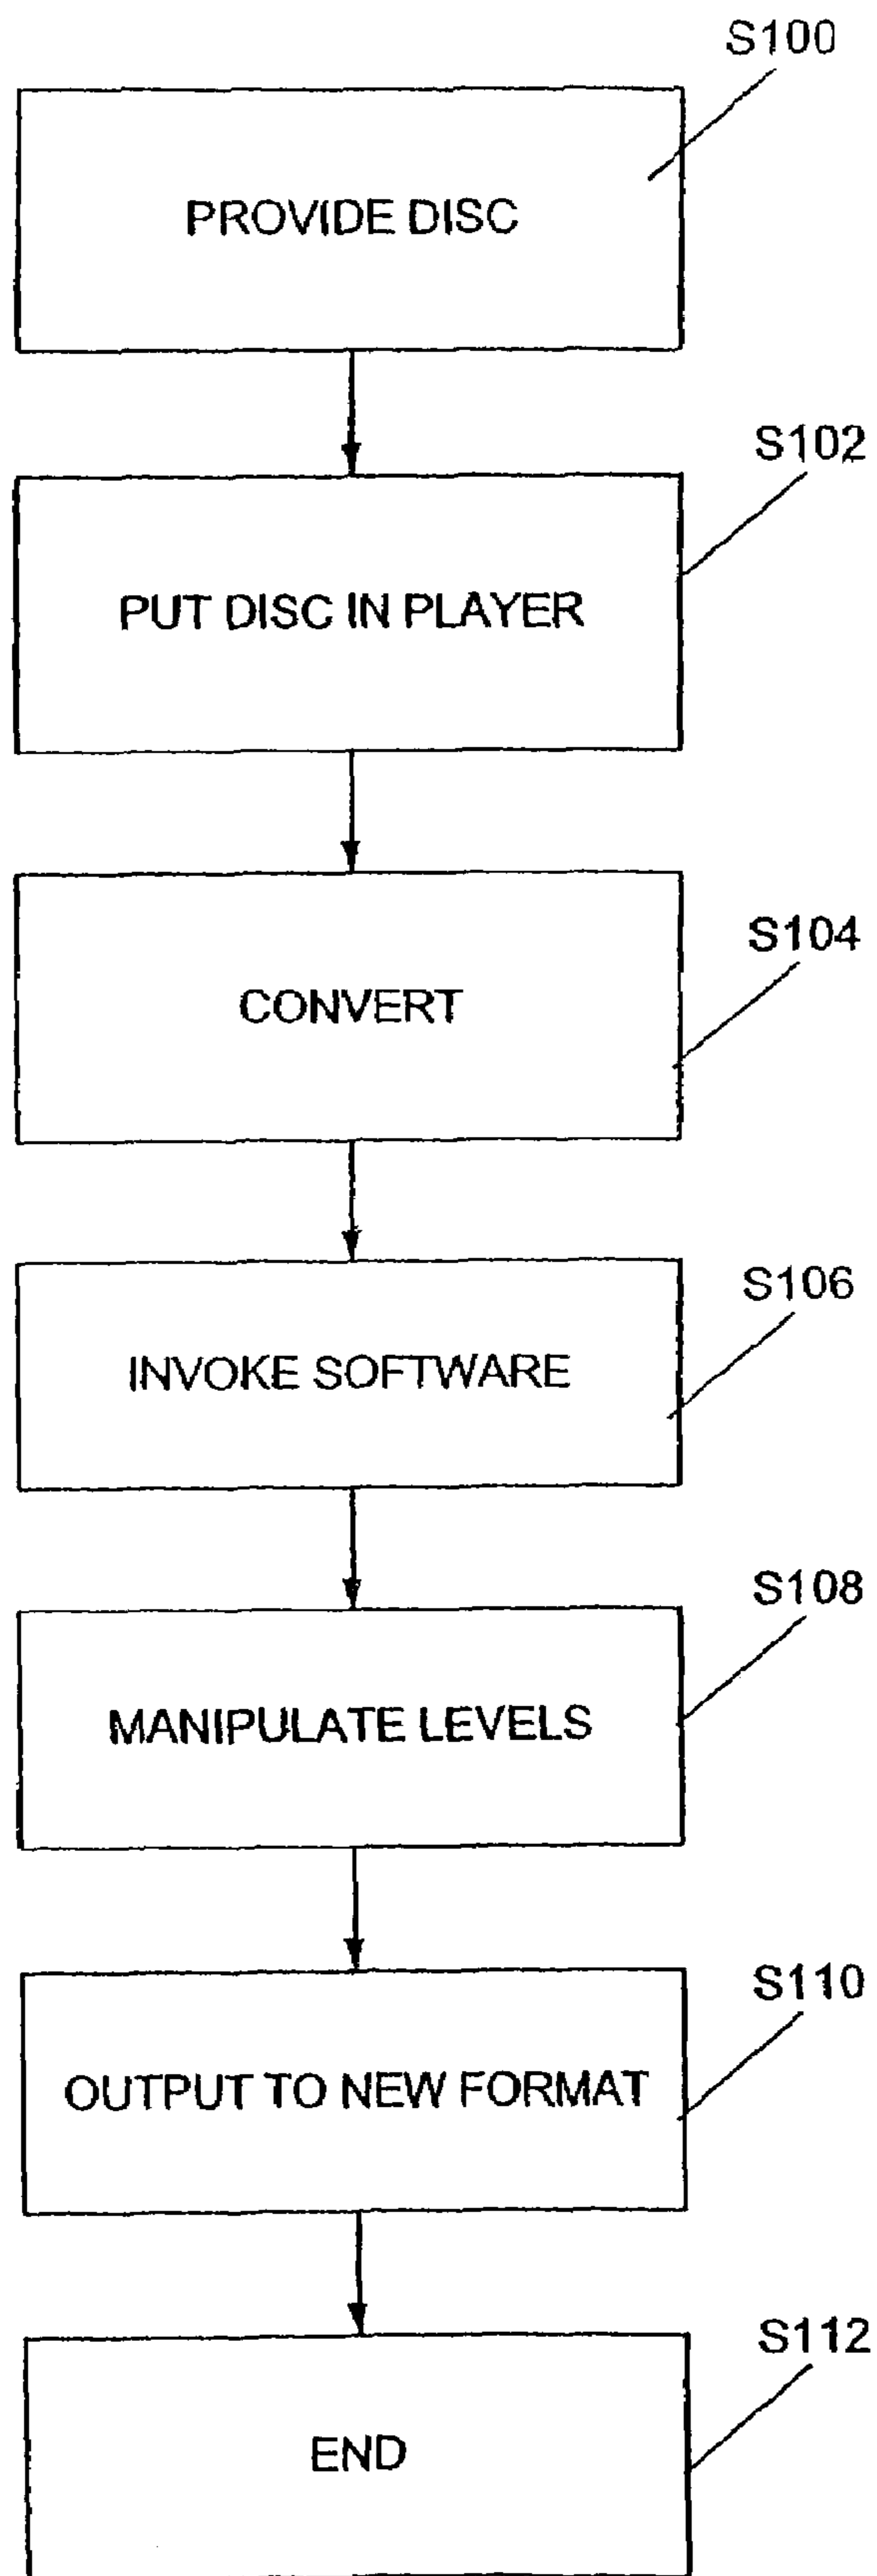 S100
PROVIDE DISC
S102
PUT DISC IN PLAYER
S104
CONVERT
S106
INVOKE SOFTWARE
S108
MANIPULATE LEVELS
S110
OUTPUT TO NEW FORMAT
S112
END